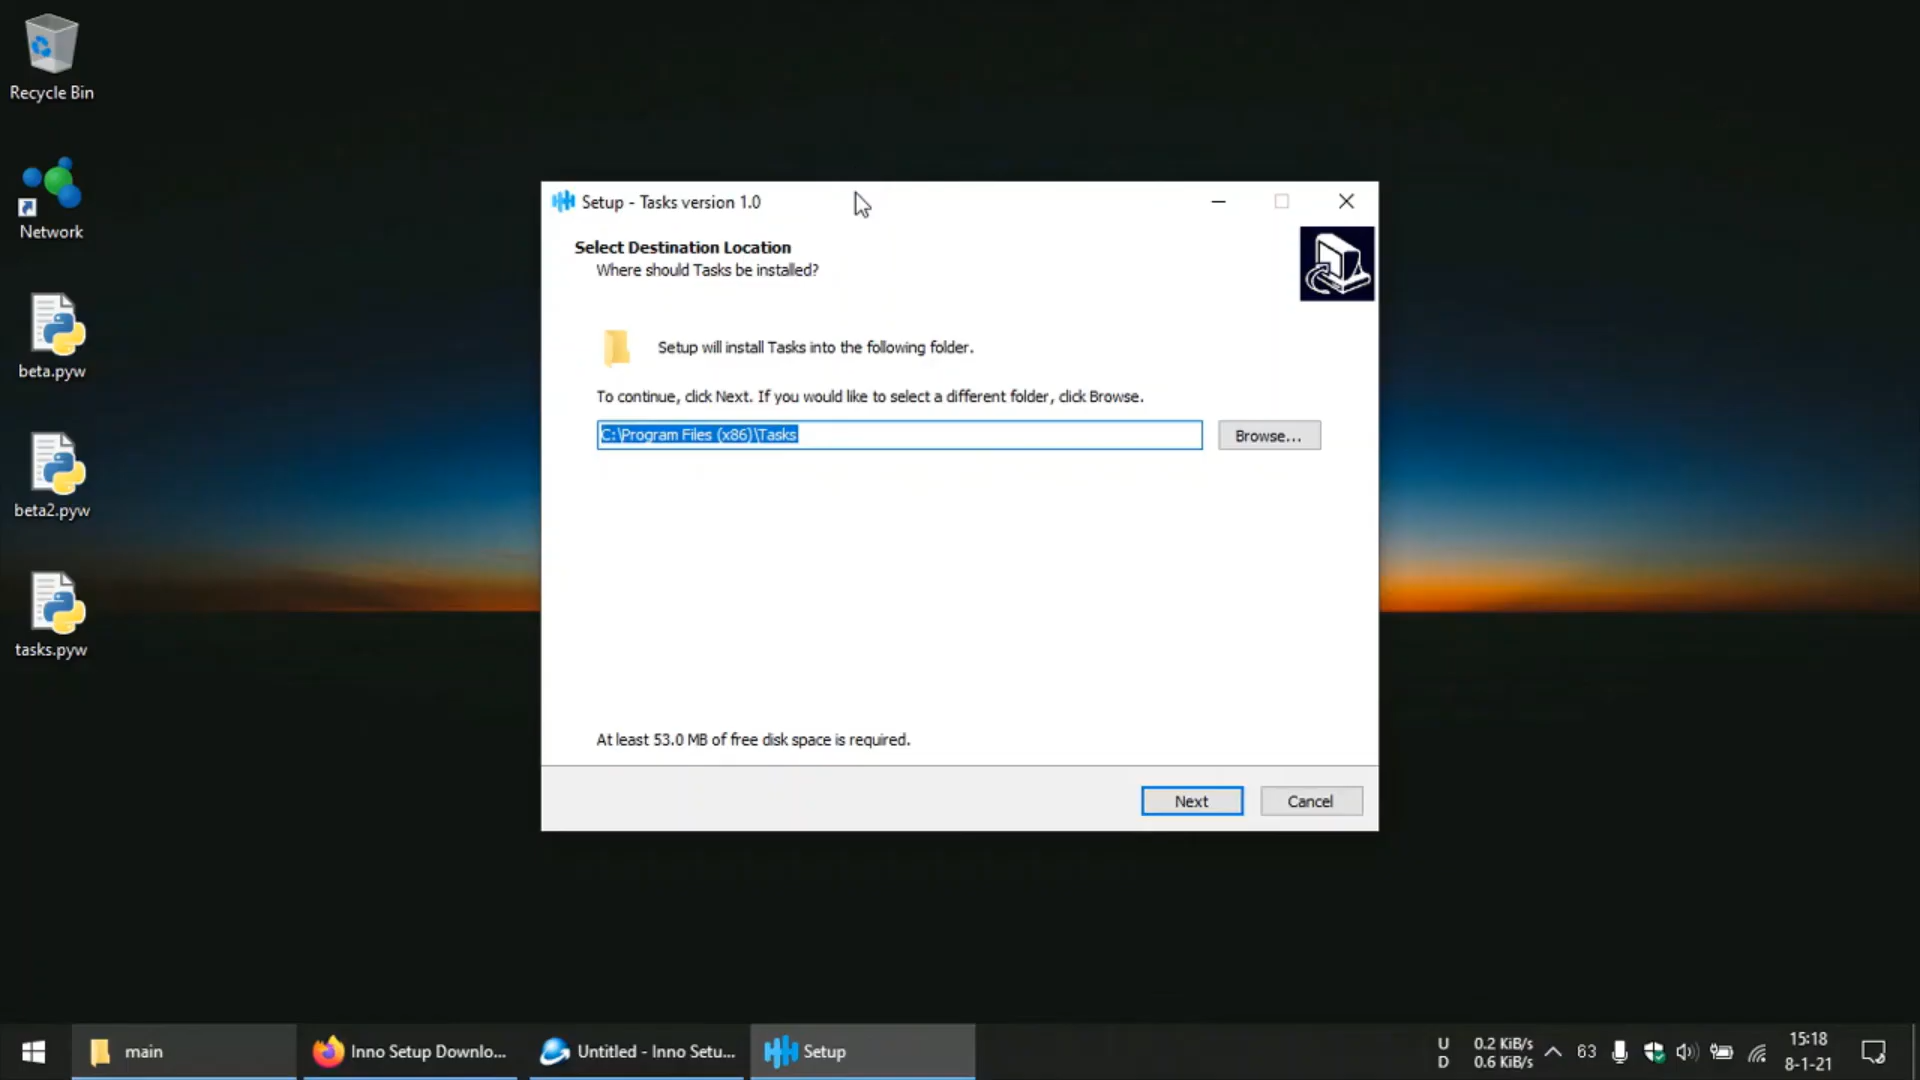 Recycle Bin
Network
beta.pyw
beta2.pyw
tasks.pyw
Setup - Tasks version 1.0
Select Destination Location
Where should Tasks be installed?
Setup will install Tasks into the following folder.
To continue, click Next. If you would like to select a different folder, click Browse.
C:\Program Files (x86)\Tasks
Browse...
At least 53.0 MB of free disk space is required.
Next
Cancel
main
Inno Setup Downlo...
Untitled - Inno Setu...
Setup
U 0.2 KiB/s
D 0.6 KiB/s
63
15:18
8-1-21